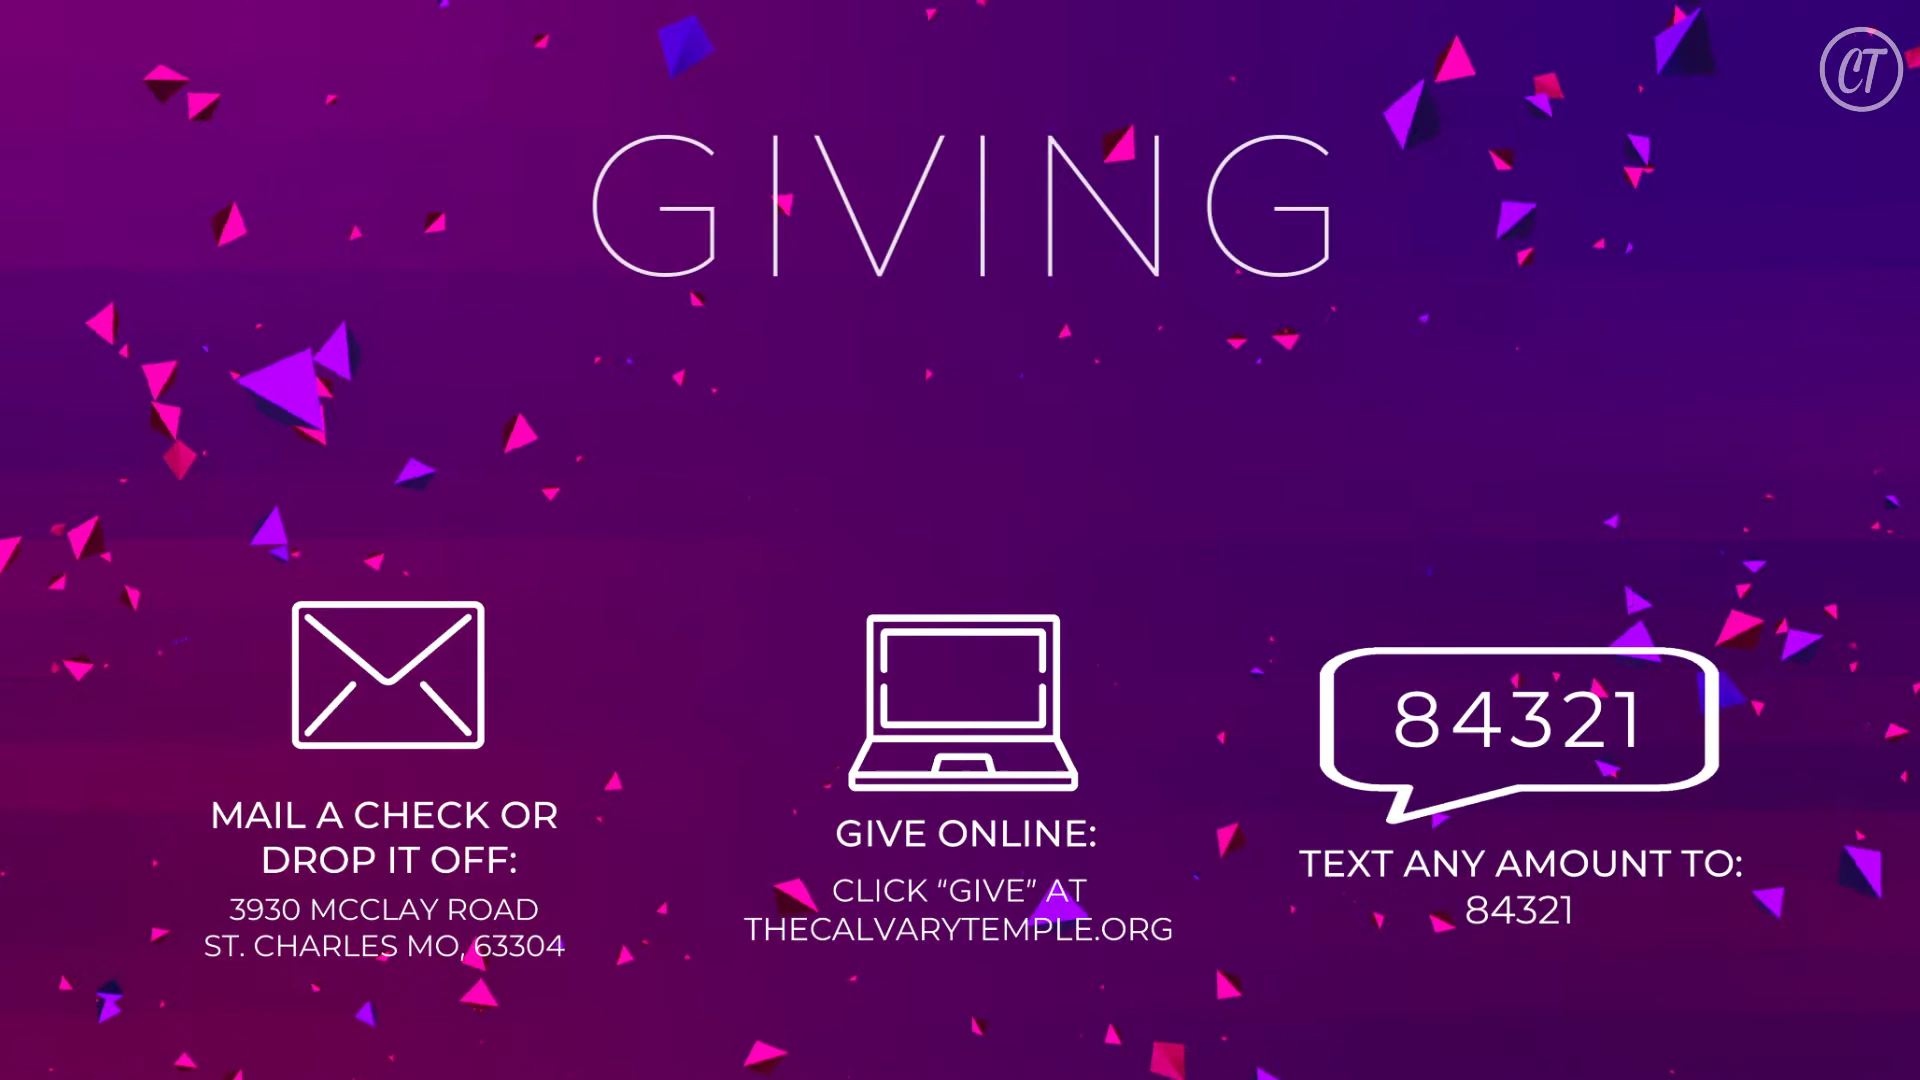 CT
GIVING
MAIL A CHECK OR
DROP IT OFF:
3930 MCCLAY ROAD
ST. CHARLES MO, 63304
GIVE ONLINE:
CLICK “GIVE” AT
THECALVARYTEMPLE.ORG
84321
TEXT ANY AMOUNT TO:
84321